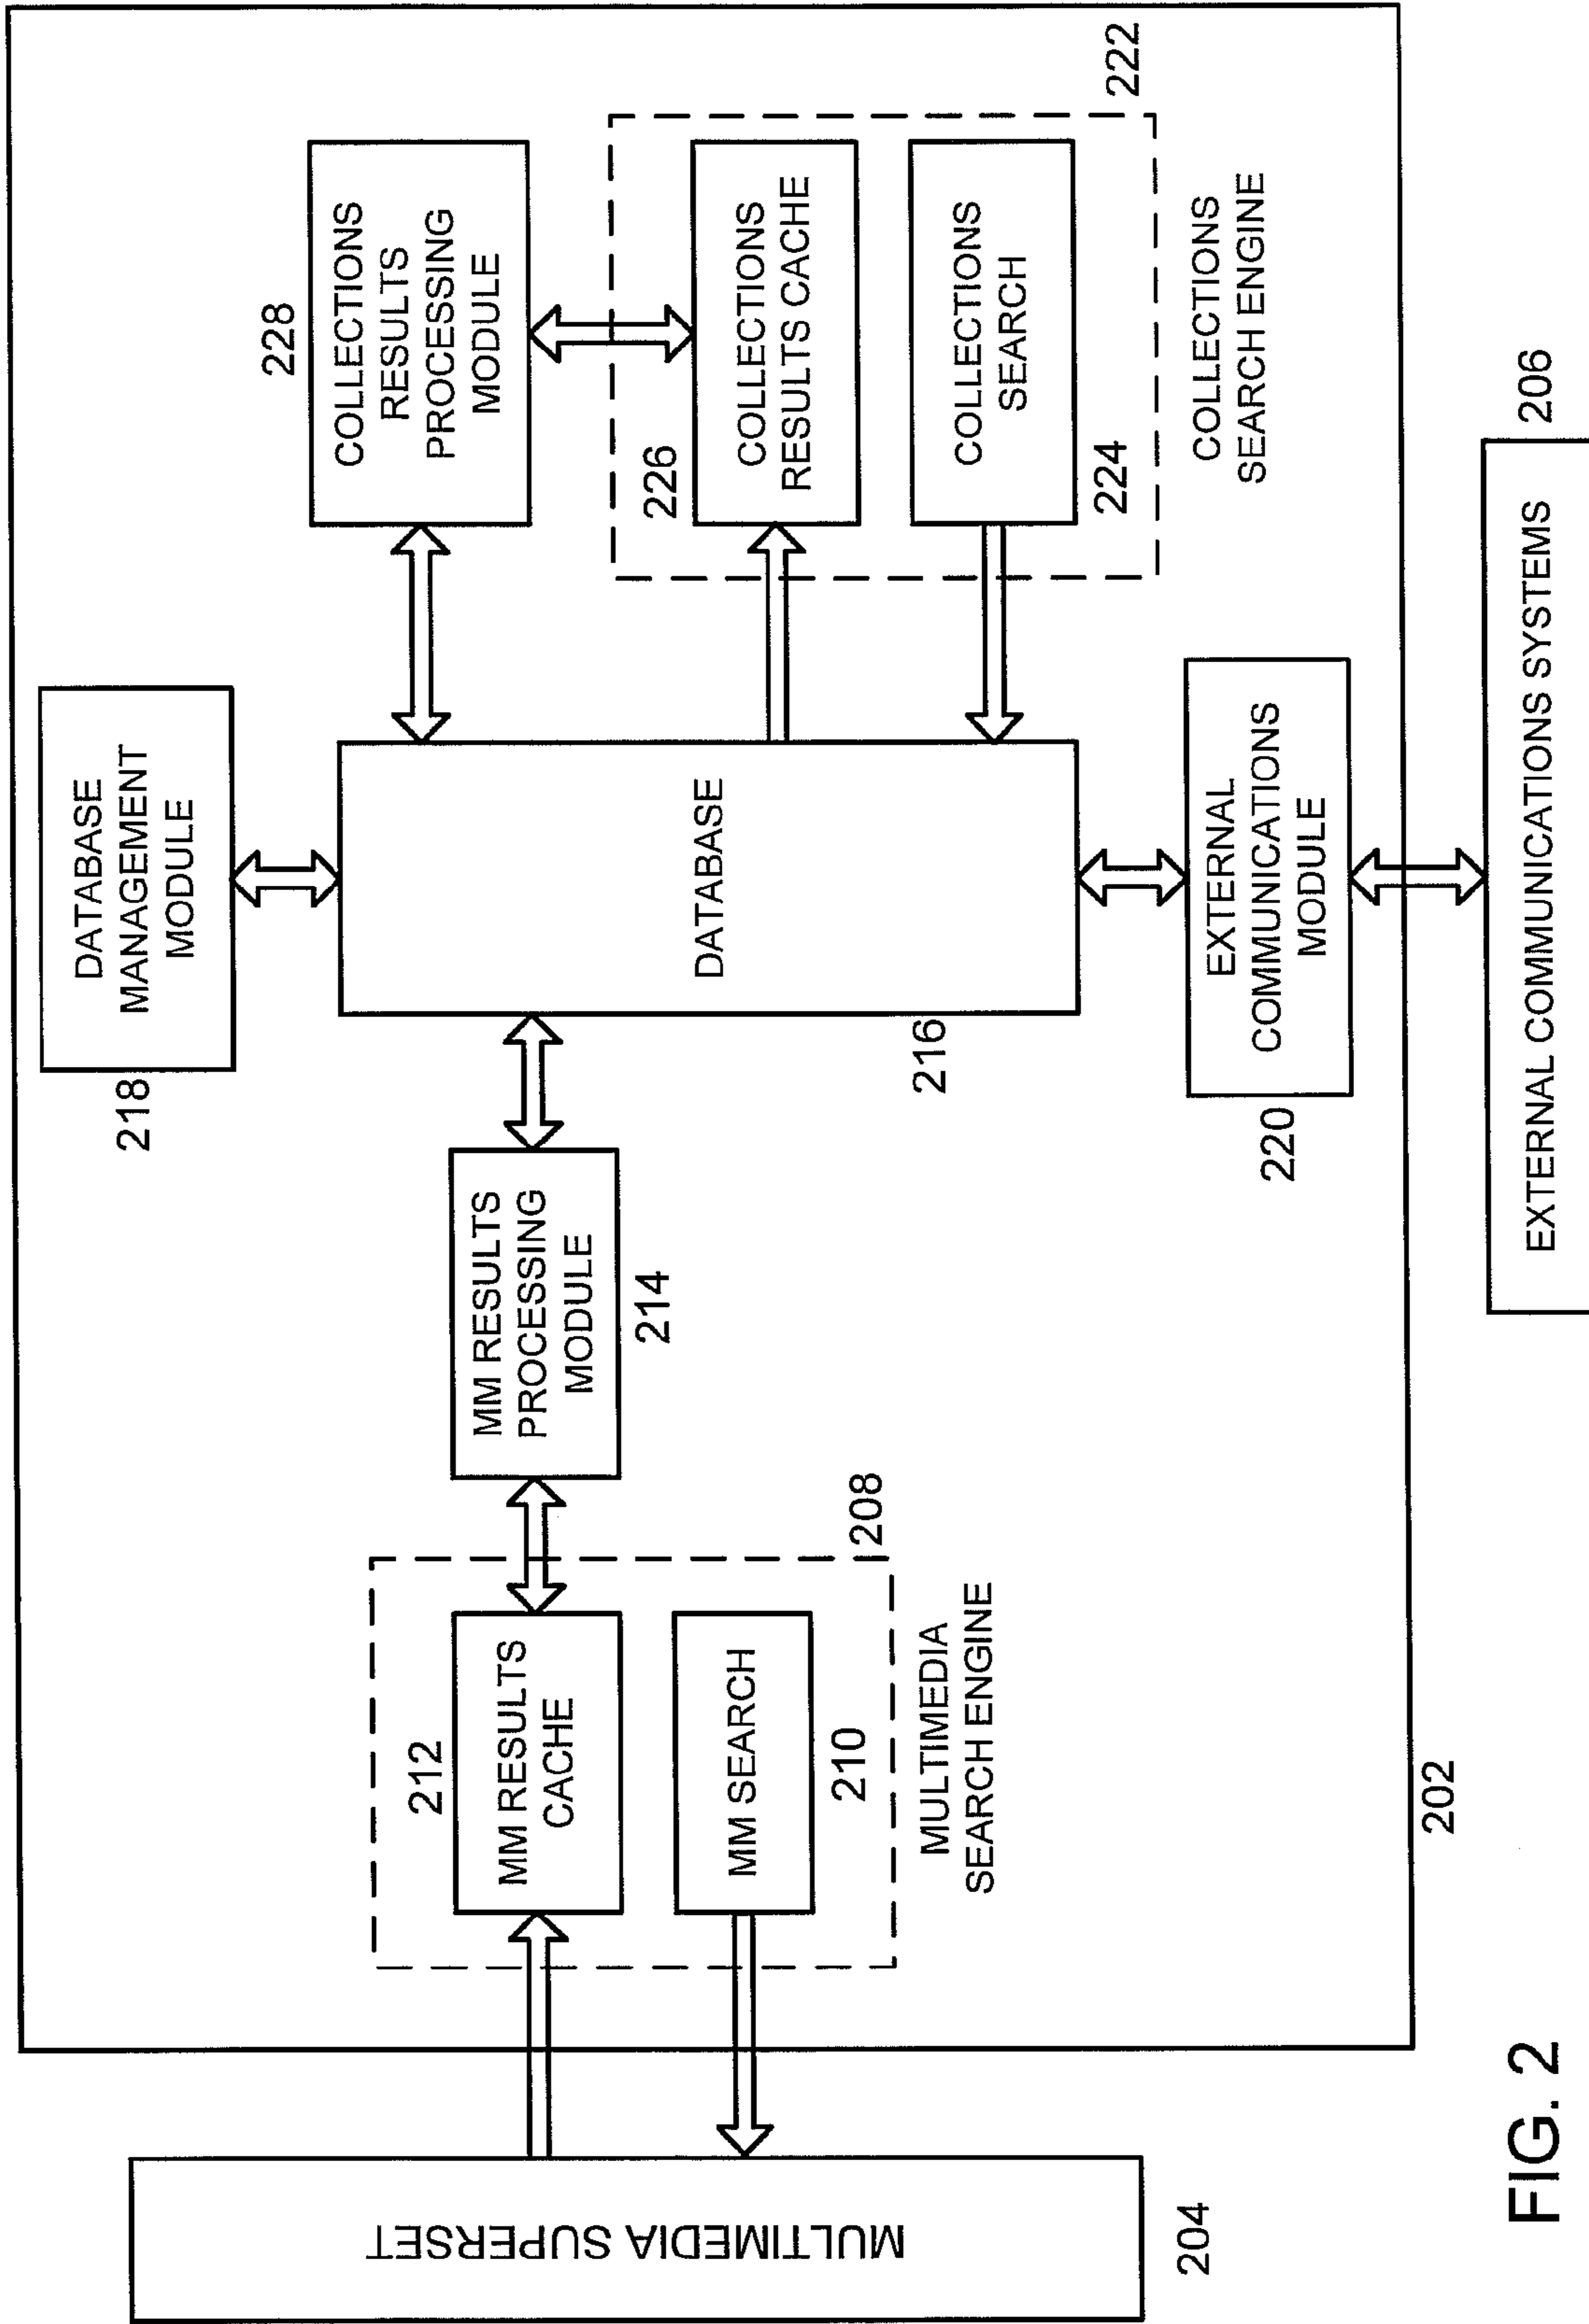 DATABASE
MANAGEMENT
MODULE
218
228
COLLECTIONS
RESULTS
PROCESSING
MODULE
MULTIMEDIA SUPERSET
204
212
MM RESULTS
CACHE
MM SEARCH
210
208
MULTIMEDIA
SEARCH ENGINE
MM RESULTS
PROCESSING
MODULE
214
DATABASE
216
226
COLLECTIONS
RESULTS CACHE
COLLECTIONS
SEARCH
224
222
COLLECTIONS
SEARCH ENGINE
EXTERNAL
COMMUNICATIONS
MODULE
220
202
EXTERNAL COMMUNICATIONS SYSTEMS
206
FIG. 2